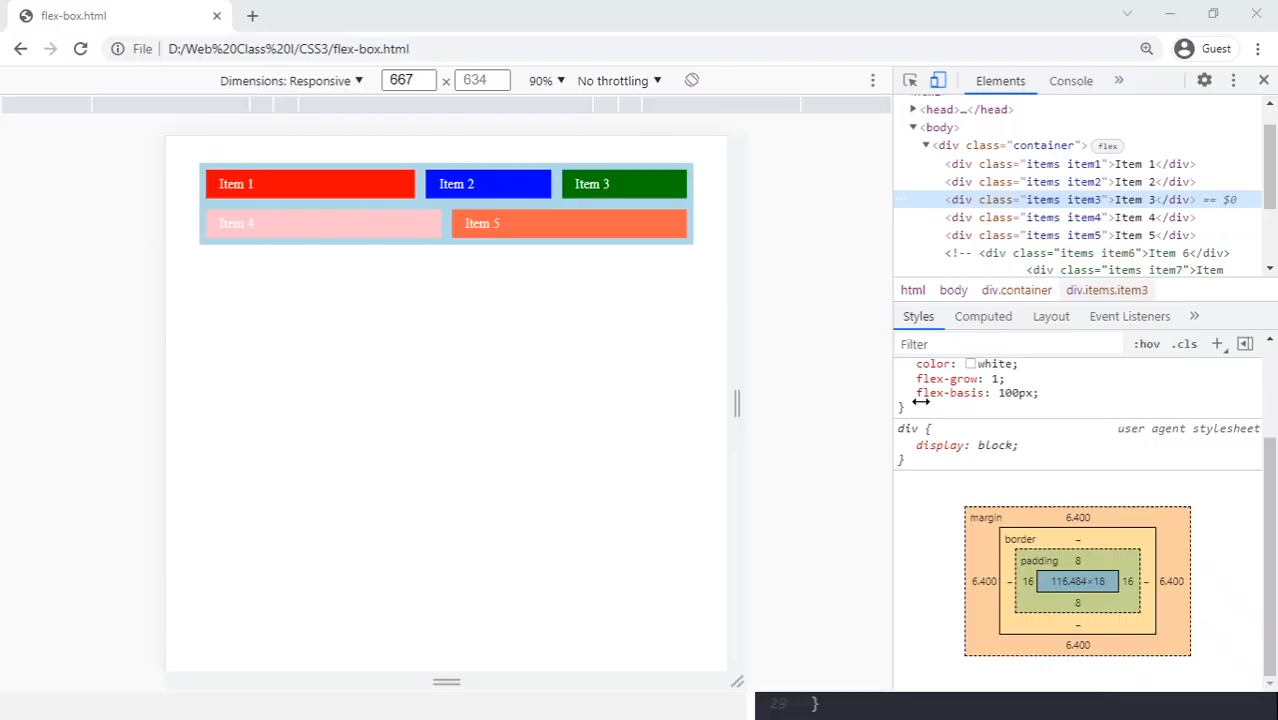 flex-box.html
File D:/Web%20Class%20I/CSS3/flex-box.html Guest
Dimensions: Responsive 667 × 634 90% No throttling
Elements Console »
<head>…</head>
<body>
<div class="container"> flex
<div class="items item1">Item 1</div>
<div class="items item2">Item 2</div>
<div class="items item3">Item 3</div> == $0
<div class="items item4">Item 4</div>
<div class="items item5">Item 5</div>
<!-- <div class="items item6">Item 6</div>
<div class="items item7">Item
html body div.container div.items.item3
Styles Computed Layout Event Listeners »
Filter :hov .cls +
color: white;
flex-grow: 1;
flex-basis: 100px;
}
div { user agent stylesheet
display: block;
}
margin 6.400
border –
padding 8
6.400 – 16 116.484×18 16 – 6.400
8
–
6.400
Item 1 Item 2 Item 3
Item 4 Item 5
29 }